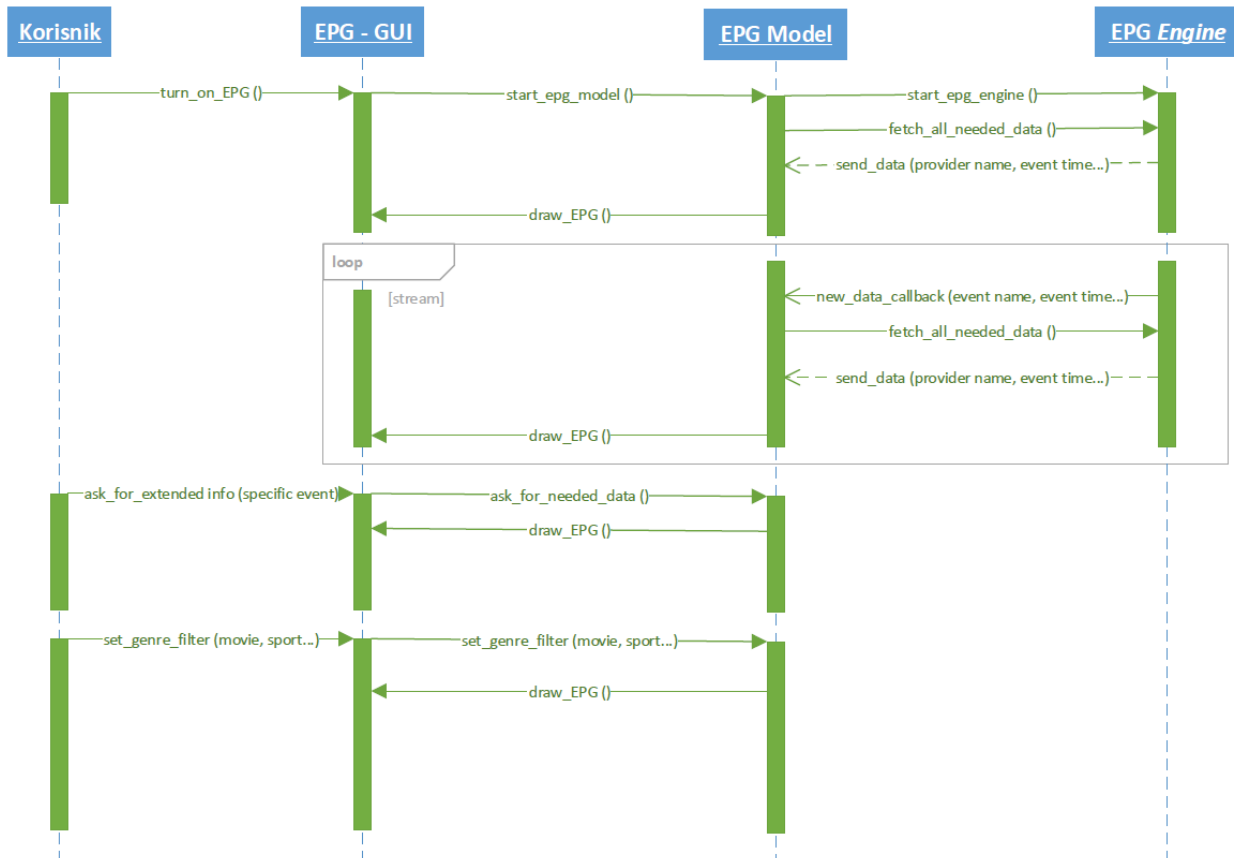 Korisnik
EPG - GUI
EPG Model
EPG Engine
turn_on_EPG ()
start_epg_model ()
start_epg_engine ()
fetch_all_needed_data ()
send_data (provider name, event time...)
draw_EPG ()
loop
[stream]
new_data_callback (event name, event time...)
fetch_all_needed_data ()
send_data (provider name, event time...)
draw_EPG ()
ask_for_extended info (specific event)
ask_for_needed_data ()
draw_EPG ()
set_genre_filter (movie, sport...)
set_genre_filter (movie, sport...)
draw_EPG ()